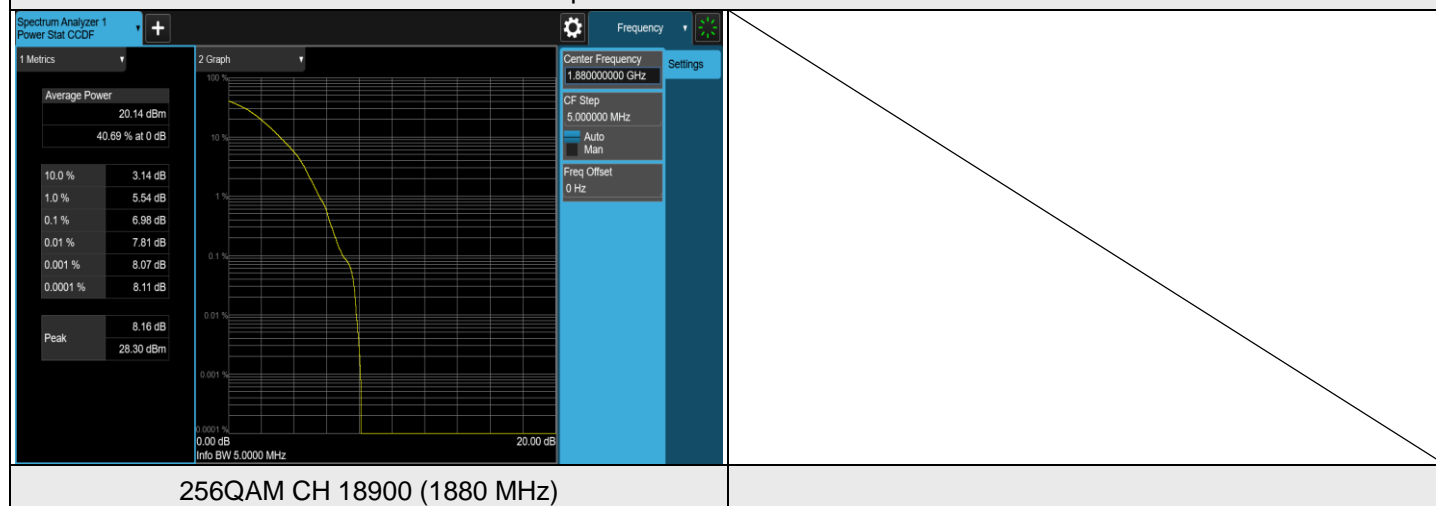 Spectrum Analyzer 1
Power Stat CCDF
+
Frequency
1 Metrics
2 Graph
Center Frequency
1.880000000 GHz
Settings
CF Step
5.000000 MHz
Auto
Man
Freq Offset
0 Hz
Average Power
20.14 dBm
40.69 % at 0 dB
10.0 % 3.14 dB
1.0 % 5.54 dB
0.1 % 6.98 dB
0.01 % 7.81 dB
0.001 % 8.07 dB
0.0001 % 8.11 dB
Peak 8.16 dB
28.30 dBm
100 %
10 %
1 %
0.1 %
0.01 %
0.001 %
0.0001 %
0.00 dB 20.00 dB
Info BW 5.0000 MHz
256QAM CH 18900 (1880 MHz)